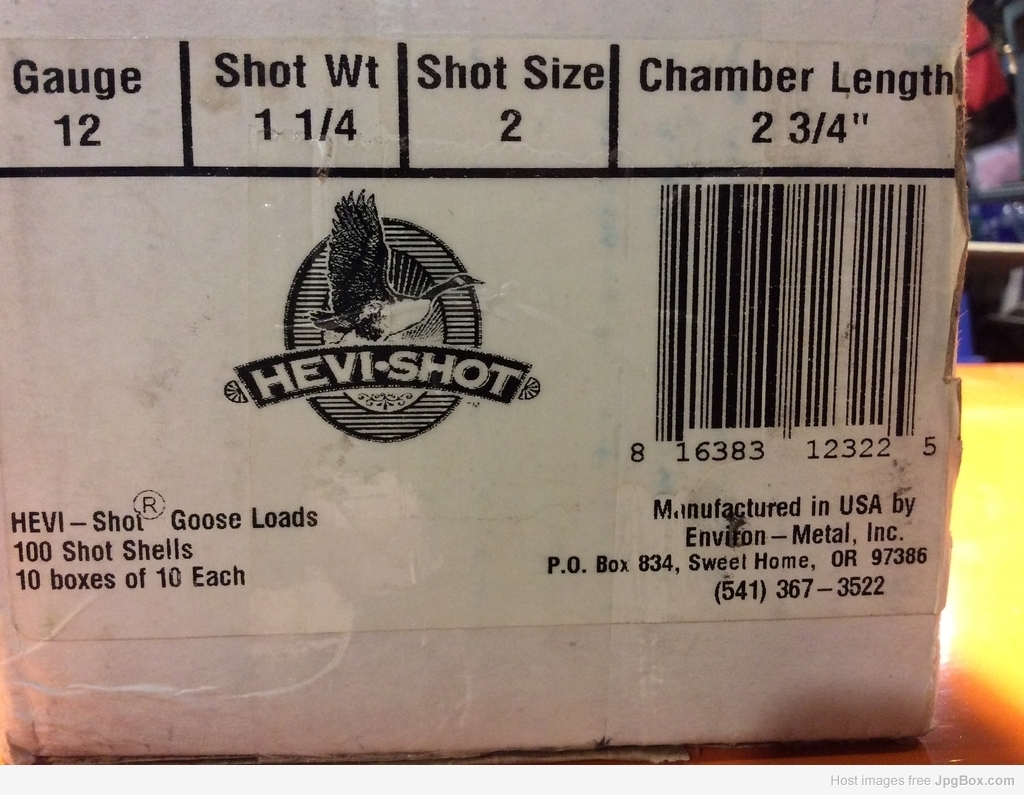 Gauge Shot Wt Shot Size Chamber Length
12 1 1/4 2 2 3/4"
HEVI·SHOT
TM
8 16383 12322 5
HEVI–Shot® Goose Loads
100 Shot Shells
10 boxes of 10 Each
Manufactured in USA by
Environ–Metal, Inc.
P.O. Box 834, Sweet Home, OR 97386
(541) 367–3522
Host images free JpgBox.com